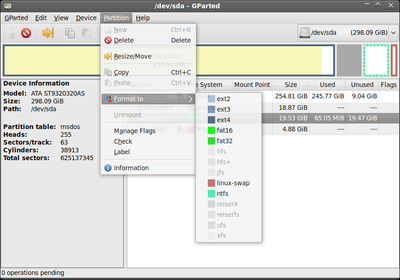 /dev/sda - GParted
GParted Edit View Device Partition Help
/dev/sda (298.09 GiB)
New Ctrl+N
Delete Delete
Resize/Move
Copy Ctrl+C
Paste Ctrl+V
Format to
Unmount
Manage Flags
Check
Label
Information
ext2
ext3
ext4
fat16
fat32
hfs
hfs+
jfs
linux-swap
ntfs
reiser4
reiserfs
ufs
xfs
Device Information
Model: ATA ST9320320AS
Size: 298.09 GiB
Path: /dev/sda
Partition table: msdos
Heads: 255
Sectors/track: 63
Cylinders: 38913
Total sectors: 625137345
System Mount Point Size Used Unused Flags
254.81 GiB 245.77 GiB 9.04 GiB
18.87 GiB --- ---
19.53 GiB 65.05 MiB 19.47 GiB
4.88 GiB --- ---
0 operations pending